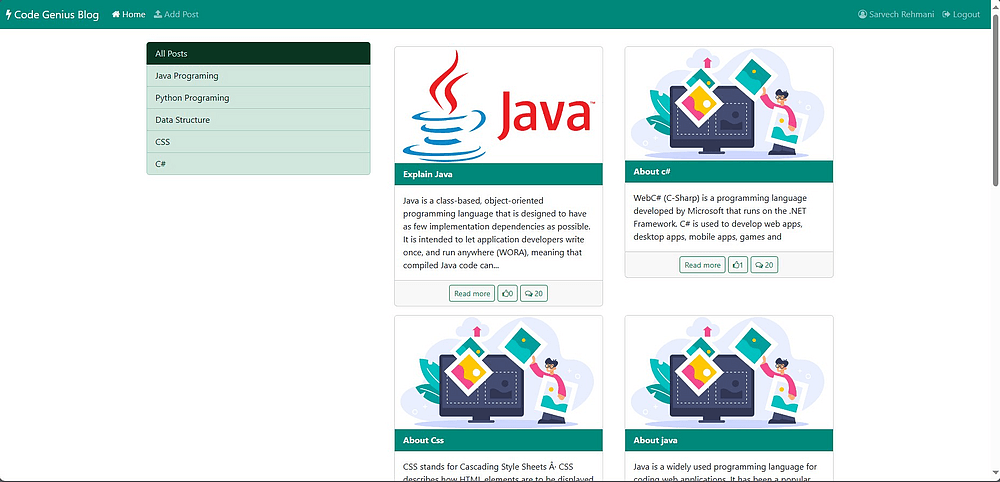 Code Genius Blog Home Add Post Sarvech Rehmani Logout
All Posts
Java Programing
Python Programing
Data Structure
CSS
C#
Java™
Explain Java
Java is a class-based, object-oriented
programming language that is designed to have
as few implementation dependencies as possible.
It is intended to let application developers write
once, and run anywhere (WORA), meaning that
compiled Java code can...
Read more 0 20
About c#
WebC# (C-Sharp) is a programming language
developed by Microsoft that runs on the .NET
Framework. C# is used to develop web apps,
desktop apps, mobile apps, games and
Read more 1 20
About Css
CSS stands for Cascading Style Sheets Â· CSS
describes how HTML elements are to be displayed
About java
Java is a widely used programming language for
coding web applications. It has been a popular